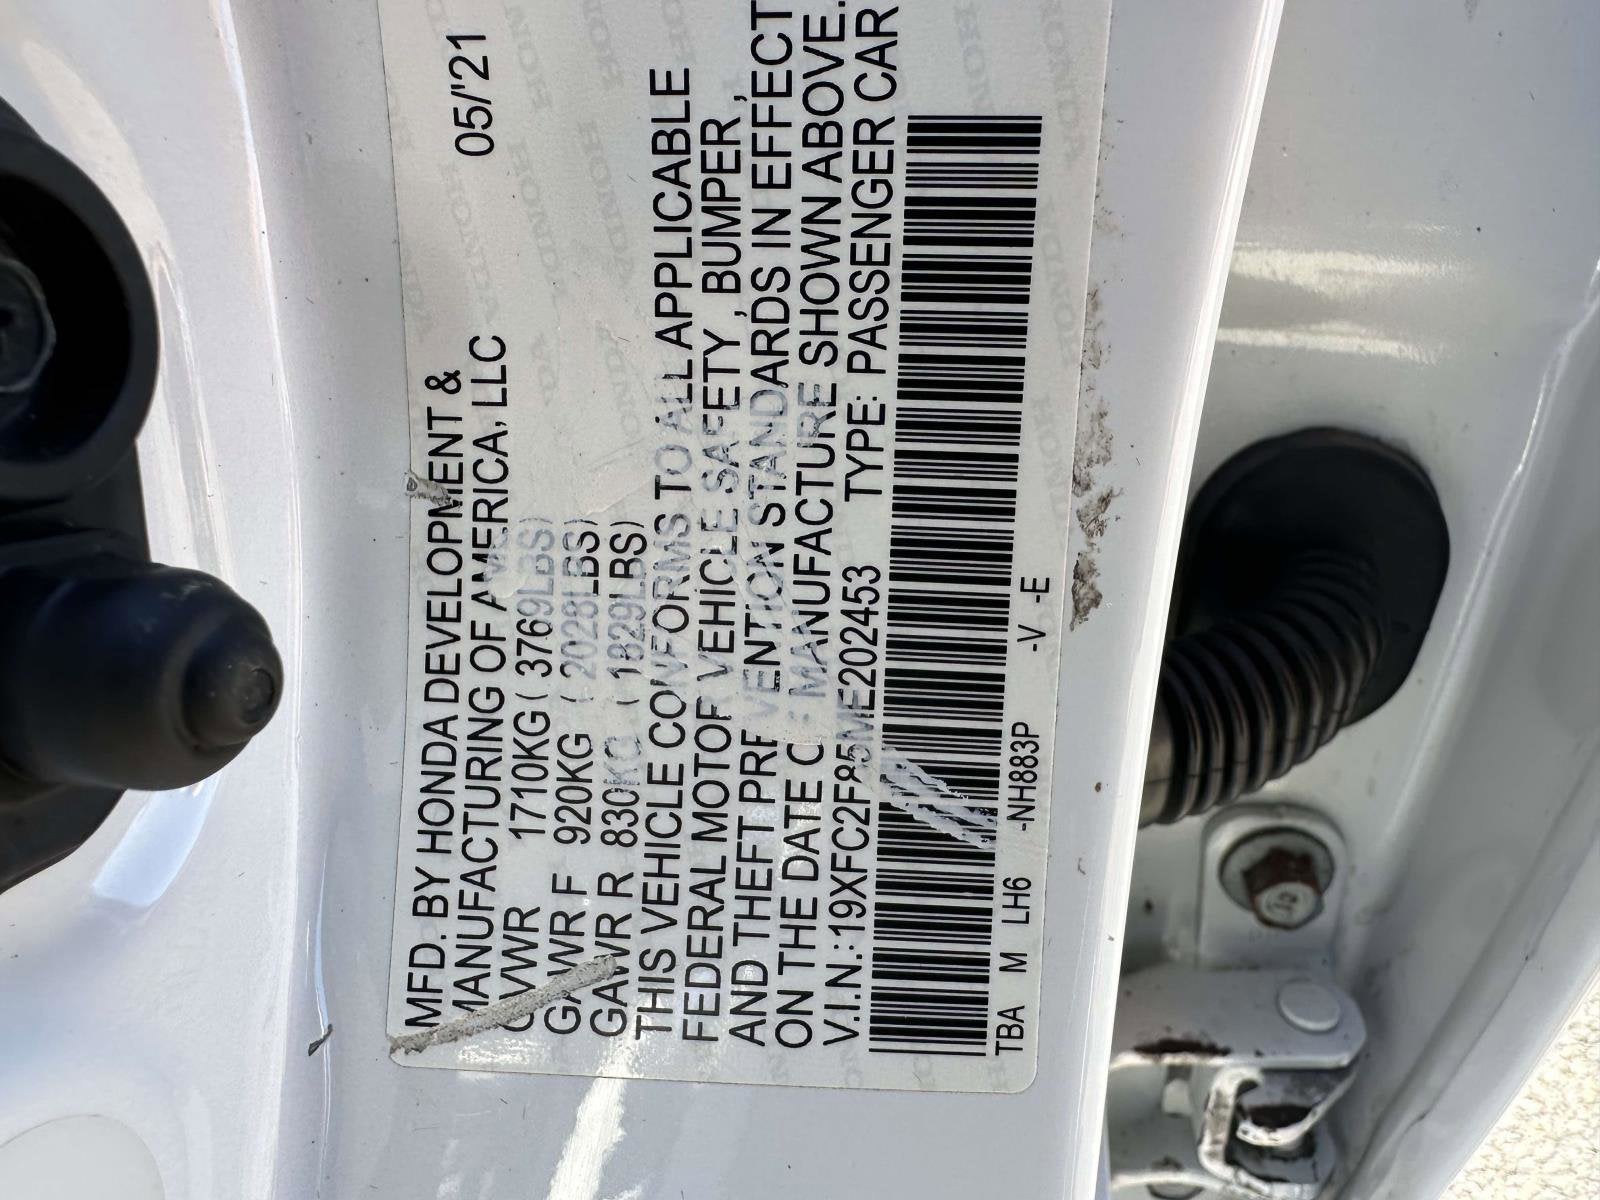 MFD. BY HONDA DEVELOPMENT &
MANUFACTURING OF AMERICA, LLC 05/'21
GVWR 1710KG ( 3769LBS)
GAWR F 920KG ( 2028LBS)
GAWR R 830KG ( 1829LBS)
THIS VEHICLE CONFORMS TO ALL APPLICABLE
FEDERAL MOTOR VEHICLE SAFETY , BUMPER ,
AND THEFT PREVENTION STANDARDS IN EFFECT
ON THE DATE OF MANUFACTURE SHOWN ABOVE.
V.I.N.:19XFC2F85ME202453 TYPE: PASSENGER CAR
TBA M LH6 -NH883P -V -E